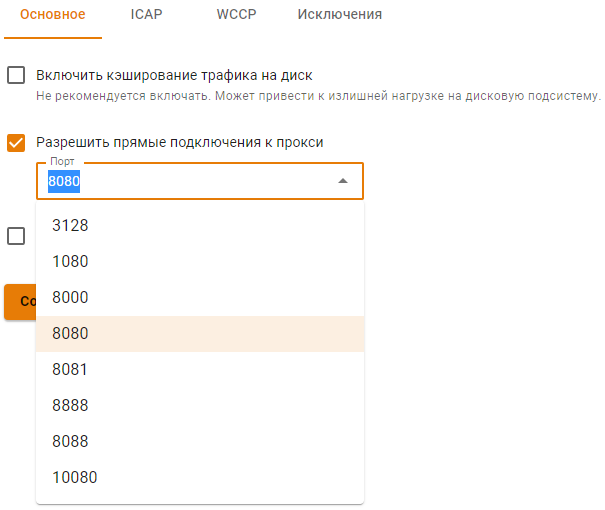 Основное ICAP WCCP Исключения
Включить кэширование трафика на диск
Не рекомендуется включать. Может привести к излишней нагрузке на дисковую подсистему.
Разрешить прямые подключения к прокси
Порт
8080
3128
1080
8000
8080
8081
8888
8088
10080